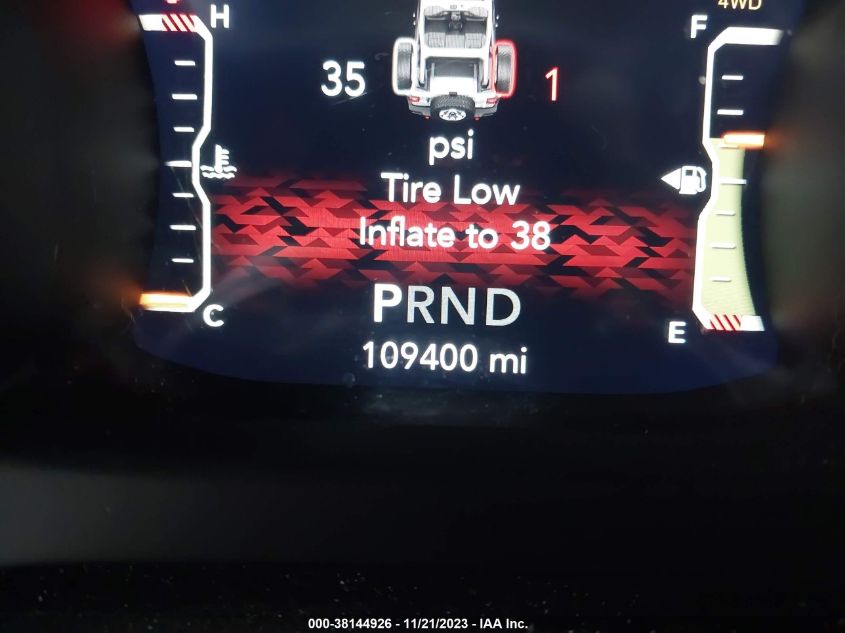 4WD
H
F
35 1
psi
Tire Low
Inflate to 38
PRND
C
E
109400 mi
000-38144926 - 11/21/2023 - IAA Inc.